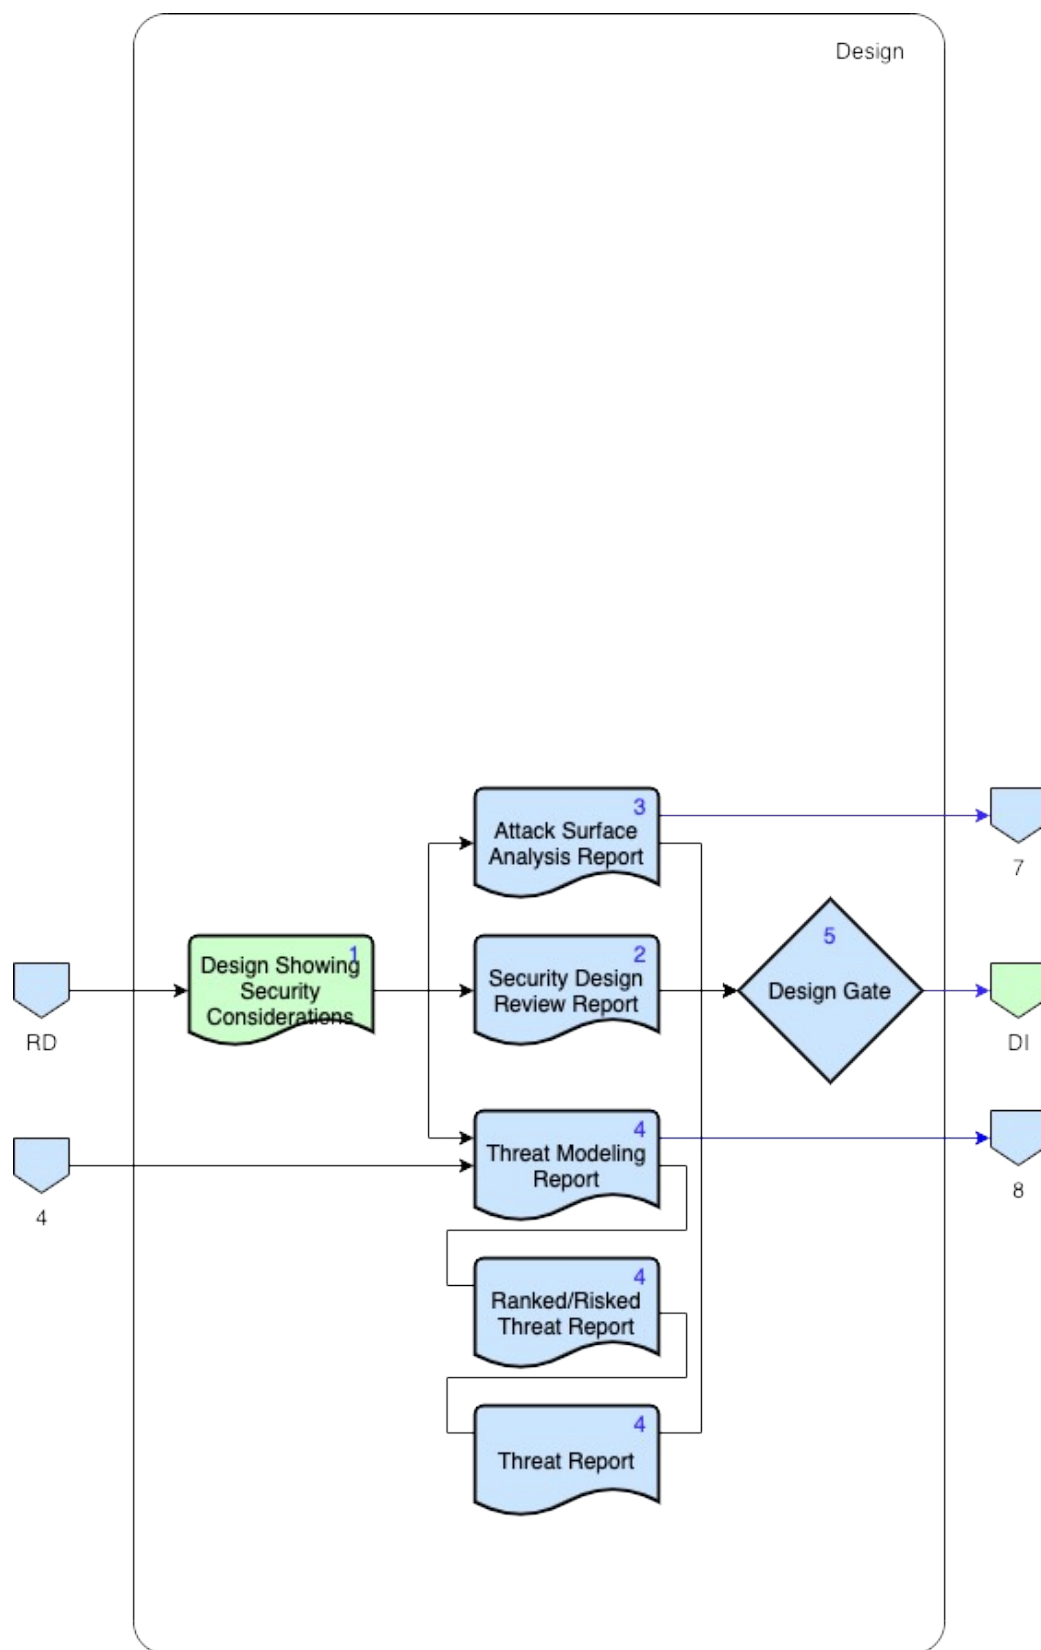 Design
3
Attack Surface
Analysis Report
7
1
Design Showing
Security
Considerations
2
Security Design
Review Report
5
Design Gate
RD
DI
4
Threat Modeling
Report
4
8
4
Ranked/Risked
Threat Report
4
Threat Report